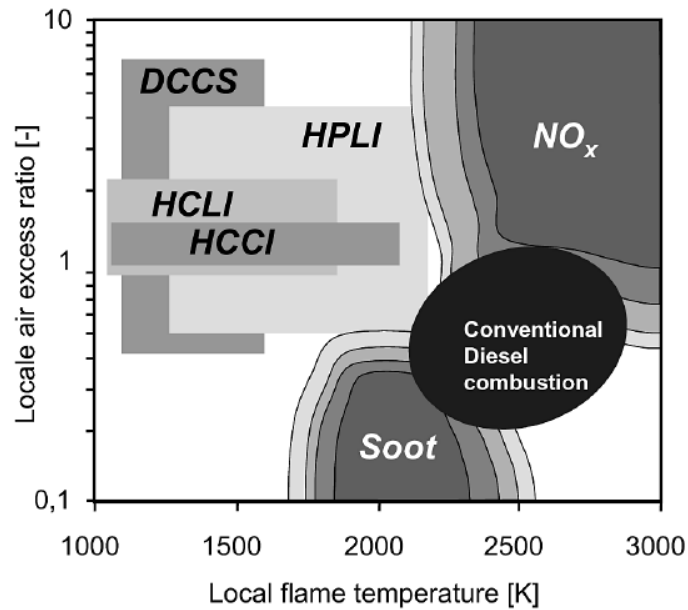 10
DCCS
HPLI
NOx
HCLI
HCCI
1
Conventional
Diesel
combustion
Soot
0,1
1000 1500 2000 2500 3000
Local flame temperature [K]
Locale air excess ratio [-]